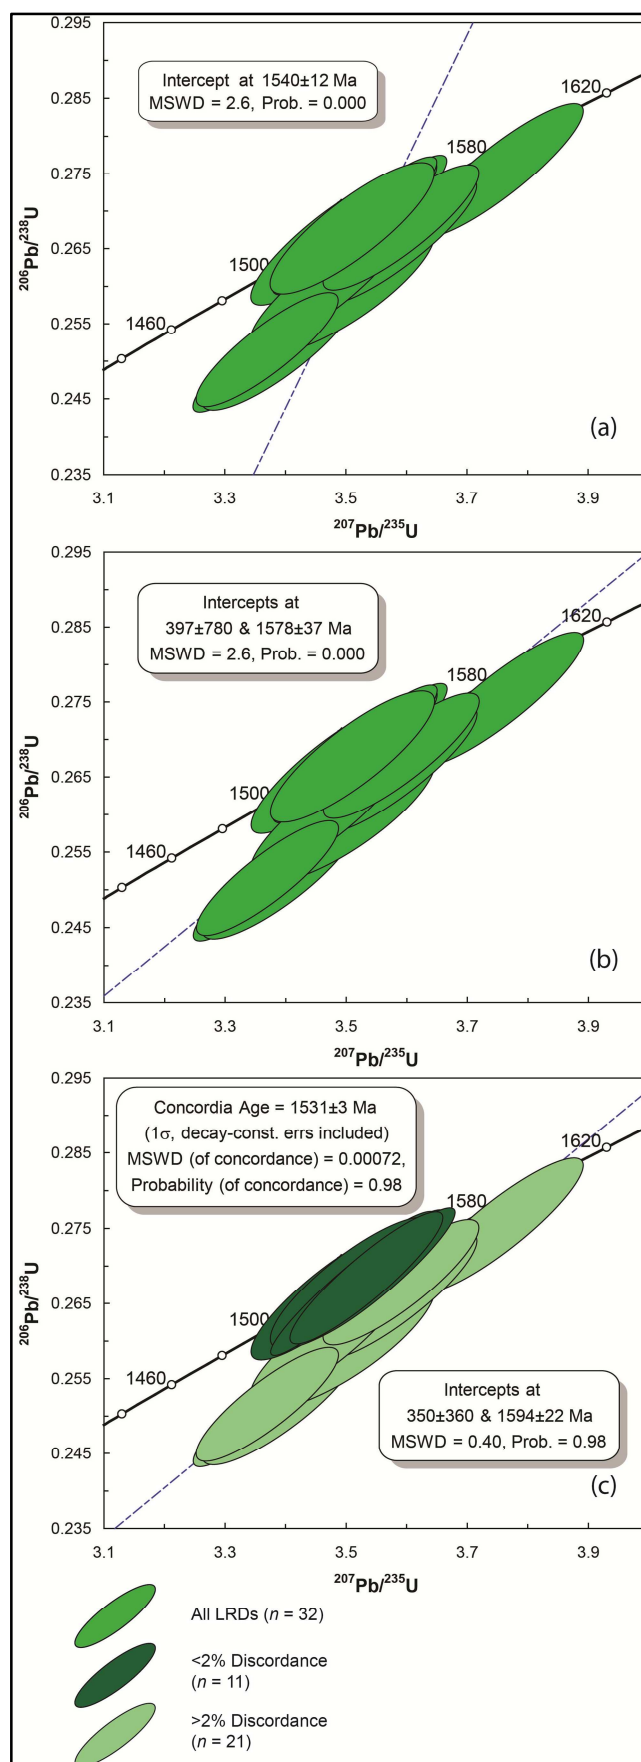 0.295
0.285
0.275
0.265
0.255
0.245
0.235
²⁰⁶Pb/²³⁸U
Intercept at 1540±12 Ma
MSWD = 2.6, Prob. = 0.000
1620
1580
1500
1460
(a)
3.1 3.3 3.5 3.7 3.9
²⁰⁷Pb/²³⁵U
0.295
0.285
0.275
0.265
0.255
0.245
0.235
²⁰⁶Pb/²³⁸U
Intercepts at
397±780 & 1578±37 Ma
MSWD = 2.6, Prob. = 0.000
1620
1580
1500
1460
(b)
3.1 3.3 3.5 3.7 3.9
²⁰⁷Pb/²³⁵U
0.295
0.285
0.275
0.265
0.255
0.245
0.235
²⁰⁶Pb/²³⁸U
Concordia Age = 1531±3 Ma
(1σ, decay-const. errs included)
MSWD (of concordance) = 0.00072,
Probability (of concordance) = 0.98
1620
1580
1500
1460
Intercepts at
350±360 & 1594±22 Ma
MSWD = 0.40, Prob. = 0.98
(c)
3.1 3.3 3.5 3.7 3.9
²⁰⁷Pb/²³⁵U
All LRDs (n = 32)
<2% Discordance
(n = 11)
>2% Discordance
(n = 21)